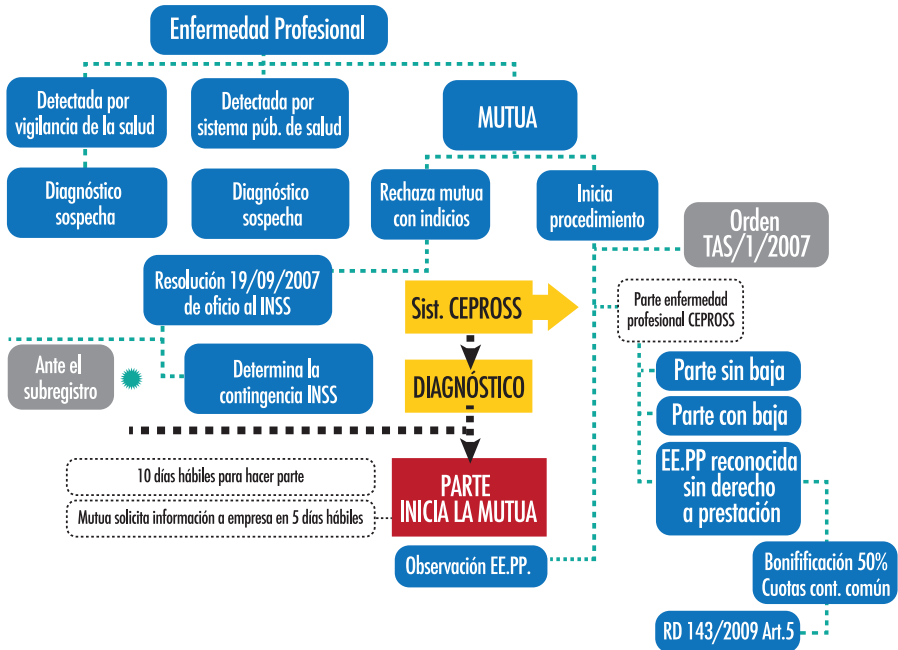 Enfermedad Profesional
Detectada por
vigilancia de la salud
Detectada por
sistema púb. de salud
MUTUA
Diagnóstico
sospecha
Diagnóstico
sospecha
Rechaza mutua
con indicios
Inicia
procedimiento
Orden
TAS/1/2007
Resolución 19/09/2007
de oficio al INSS
Sist. CEPROSS
Parte enfermedad
profesional CEPROSS
Ante el
subregistro
Determina la
contingencia INSS
DIAGNÓSTICO
Parte sin baja
Parte con baja
EE.PP reconocida
sin derecho
a prestación
10 días hábiles para hacer parte
Mutua solicita información a empresa en 5 días hábiles
PARTE
INICIA LA MUTUA
Observación EE.PP.
Bonifificación 50%
Cuotas cont. común
RD 143/2009 Art.5